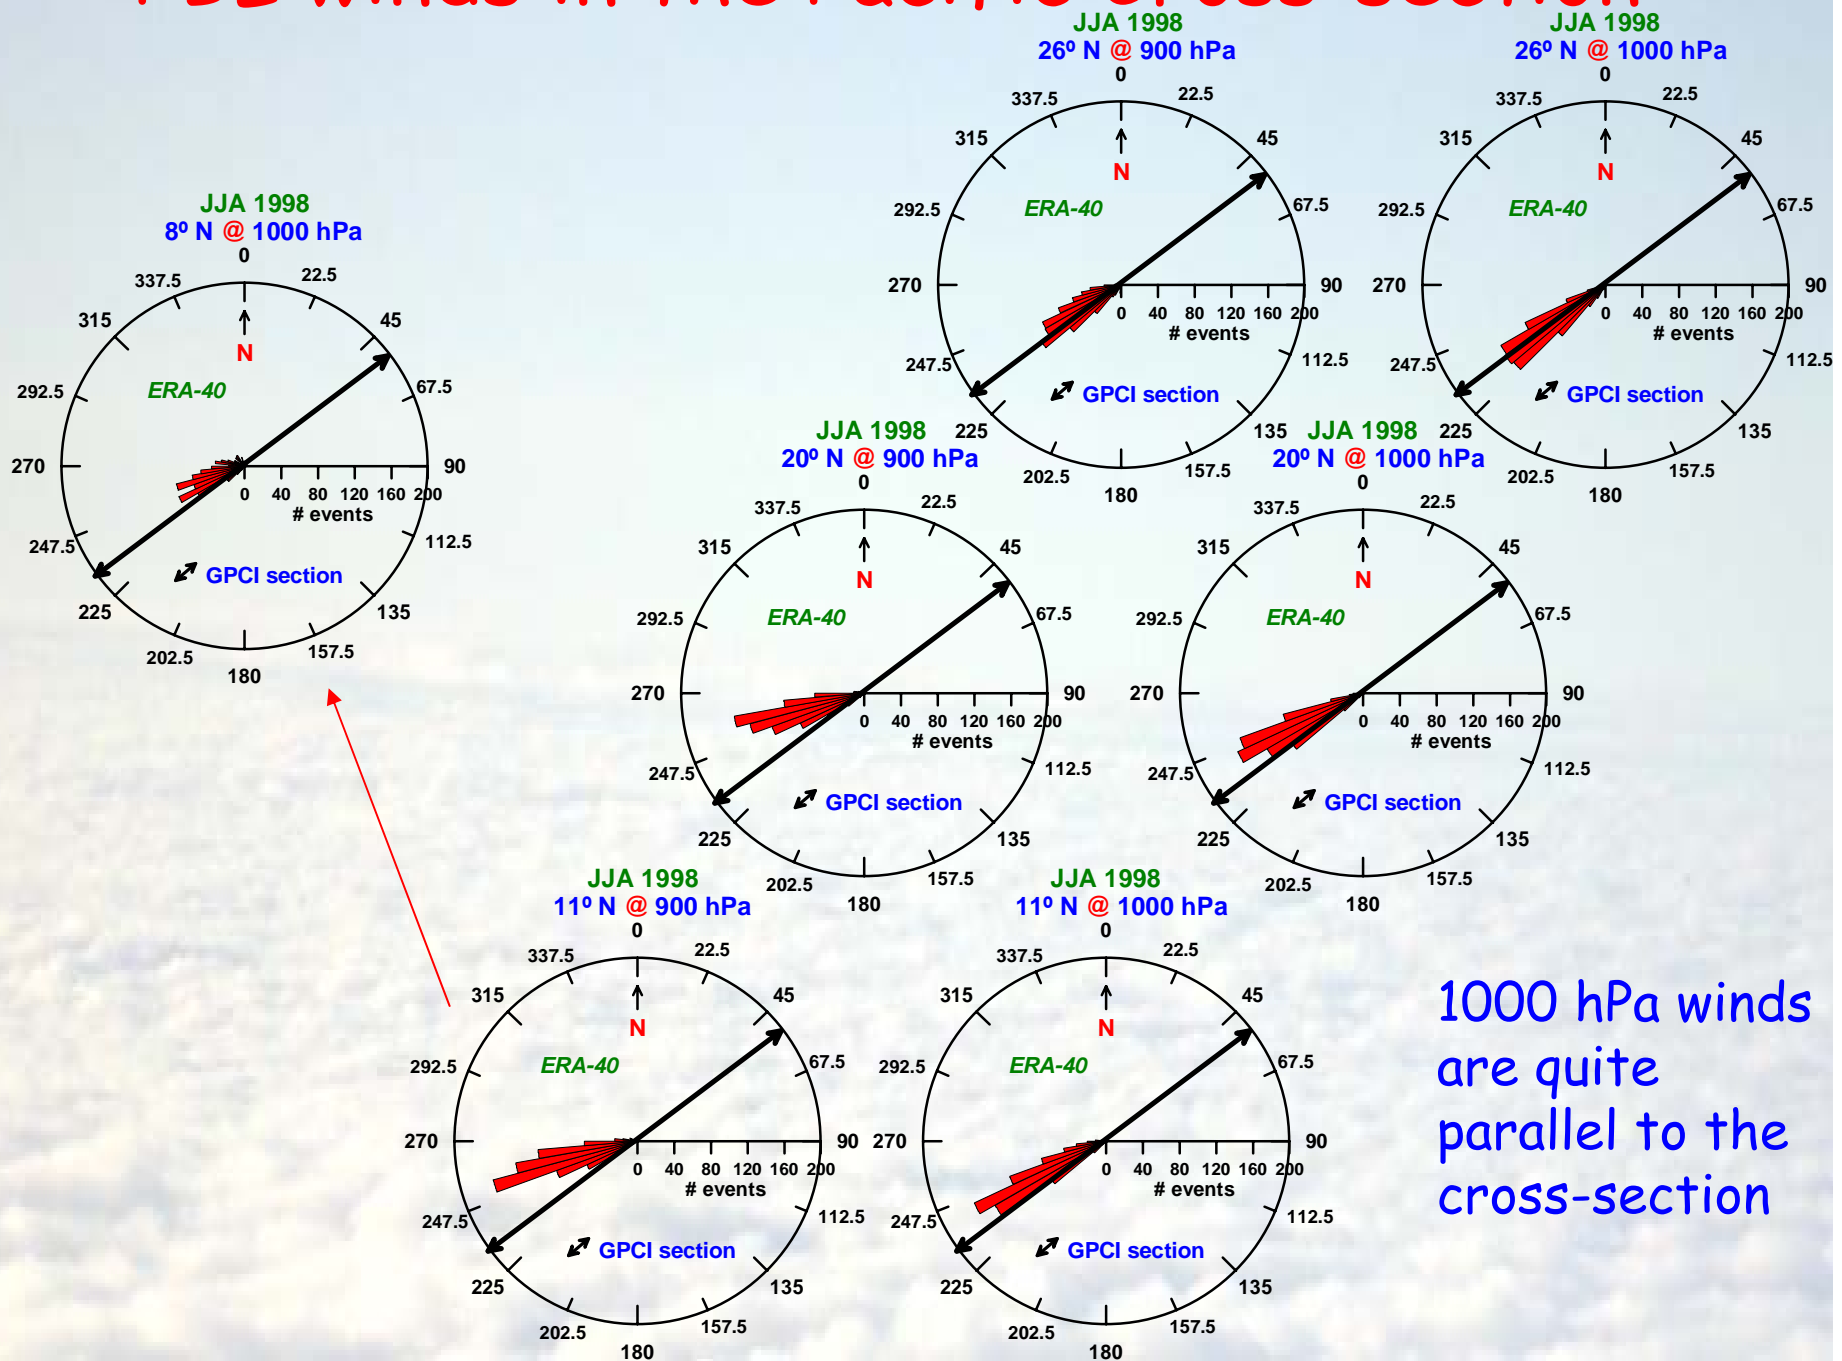 PBL winds in the Pacific Cross-section
JJA 1998
26º N @ 900 hPa
0
22.5
45
67.5
90
112.5
135
157.5
180
202.5
225
247.5
270
292.5
315
337.5
N
ERA-40
0 40 80 120 160 200
# events
GPCI section
JJA 1998
26º N @ 1000 hPa
0
22.5
45
67.5
90
112.5
135
157.5
180
202.5
225
247.5
270
292.5
315
337.5
N
ERA-40
0 40 80 120 160 200
# events
GPCI section
JJA 1998
8º N @ 1000 hPa
0
22.5
45
67.5
90
112.5
135
157.5
180
202.5
225
247.5
270
292.5
315
337.5
N
ERA-40
0 40 80 120 160 200
# events
GPCI section
JJA 1998
20º N @ 900 hPa
0
22.5
45
67.5
90
112.5
135
157.5
180
202.5
225
247.5
270
292.5
315
337.5
N
ERA-40
0 40 80 120 160 200
# events
GPCI section
JJA 1998
20º N @ 1000 hPa
0
22.5
45
67.5
90
112.5
135
157.5
180
202.5
225
247.5
270
292.5
315
337.5
N
ERA-40
0 40 80 120 160 200
# events
GPCI section
JJA 1998
11º N @ 900 hPa
0
22.5
45
67.5
90
112.5
135
157.5
180
202.5
225
247.5
270
292.5
315
337.5
N
ERA-40
0 40 80 120 160 200
# events
GPCI section
JJA 1998
11º N @ 1000 hPa
0
22.5
45
67.5
90
112.5
135
157.5
180
202.5
225
247.5
270
292.5
315
337.5
N
ERA-40
0 40 80 120 160 200
# events
GPCI section
1000 hPa winds
are quite
parallel to the
cross-section